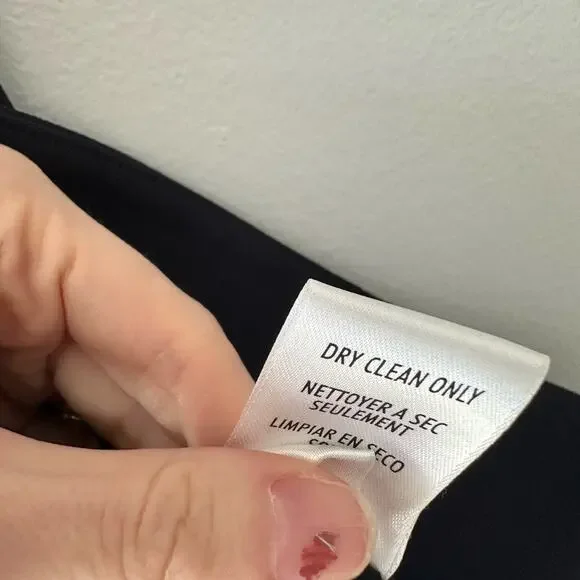 DRY CLEAN ONLY
NETTOYER A SEC
SEULEMENT
LIMPIAR EN SECO